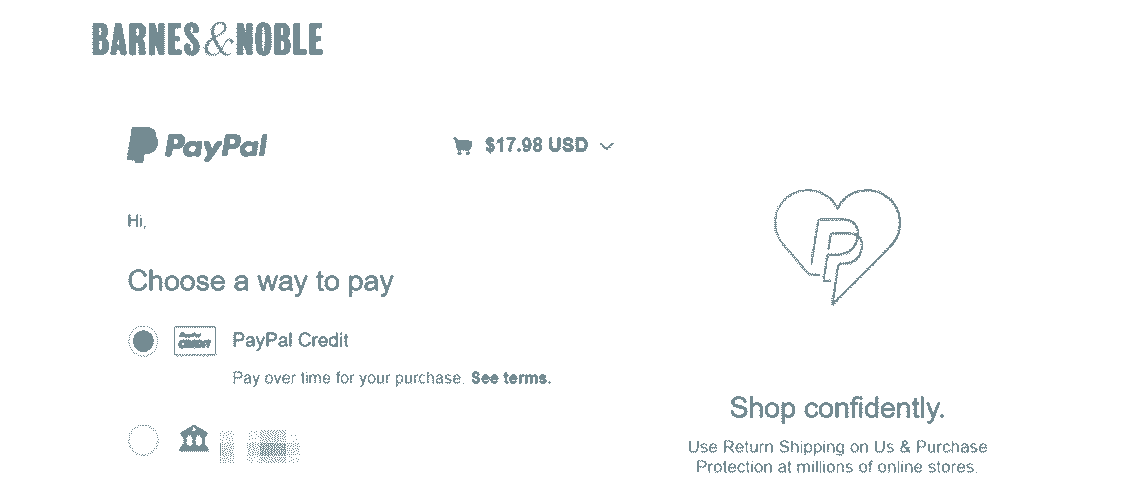 BARNES & NOBLE
PayPal
$17.98 USD
Hi,
Choose a way to pay
PayPal CREDIT
PayPal Credit
Pay over time for your purchase. See terms.
Shop confidently.
Use Return Shipping on Us & Purchase
Protection at millions of online stores.